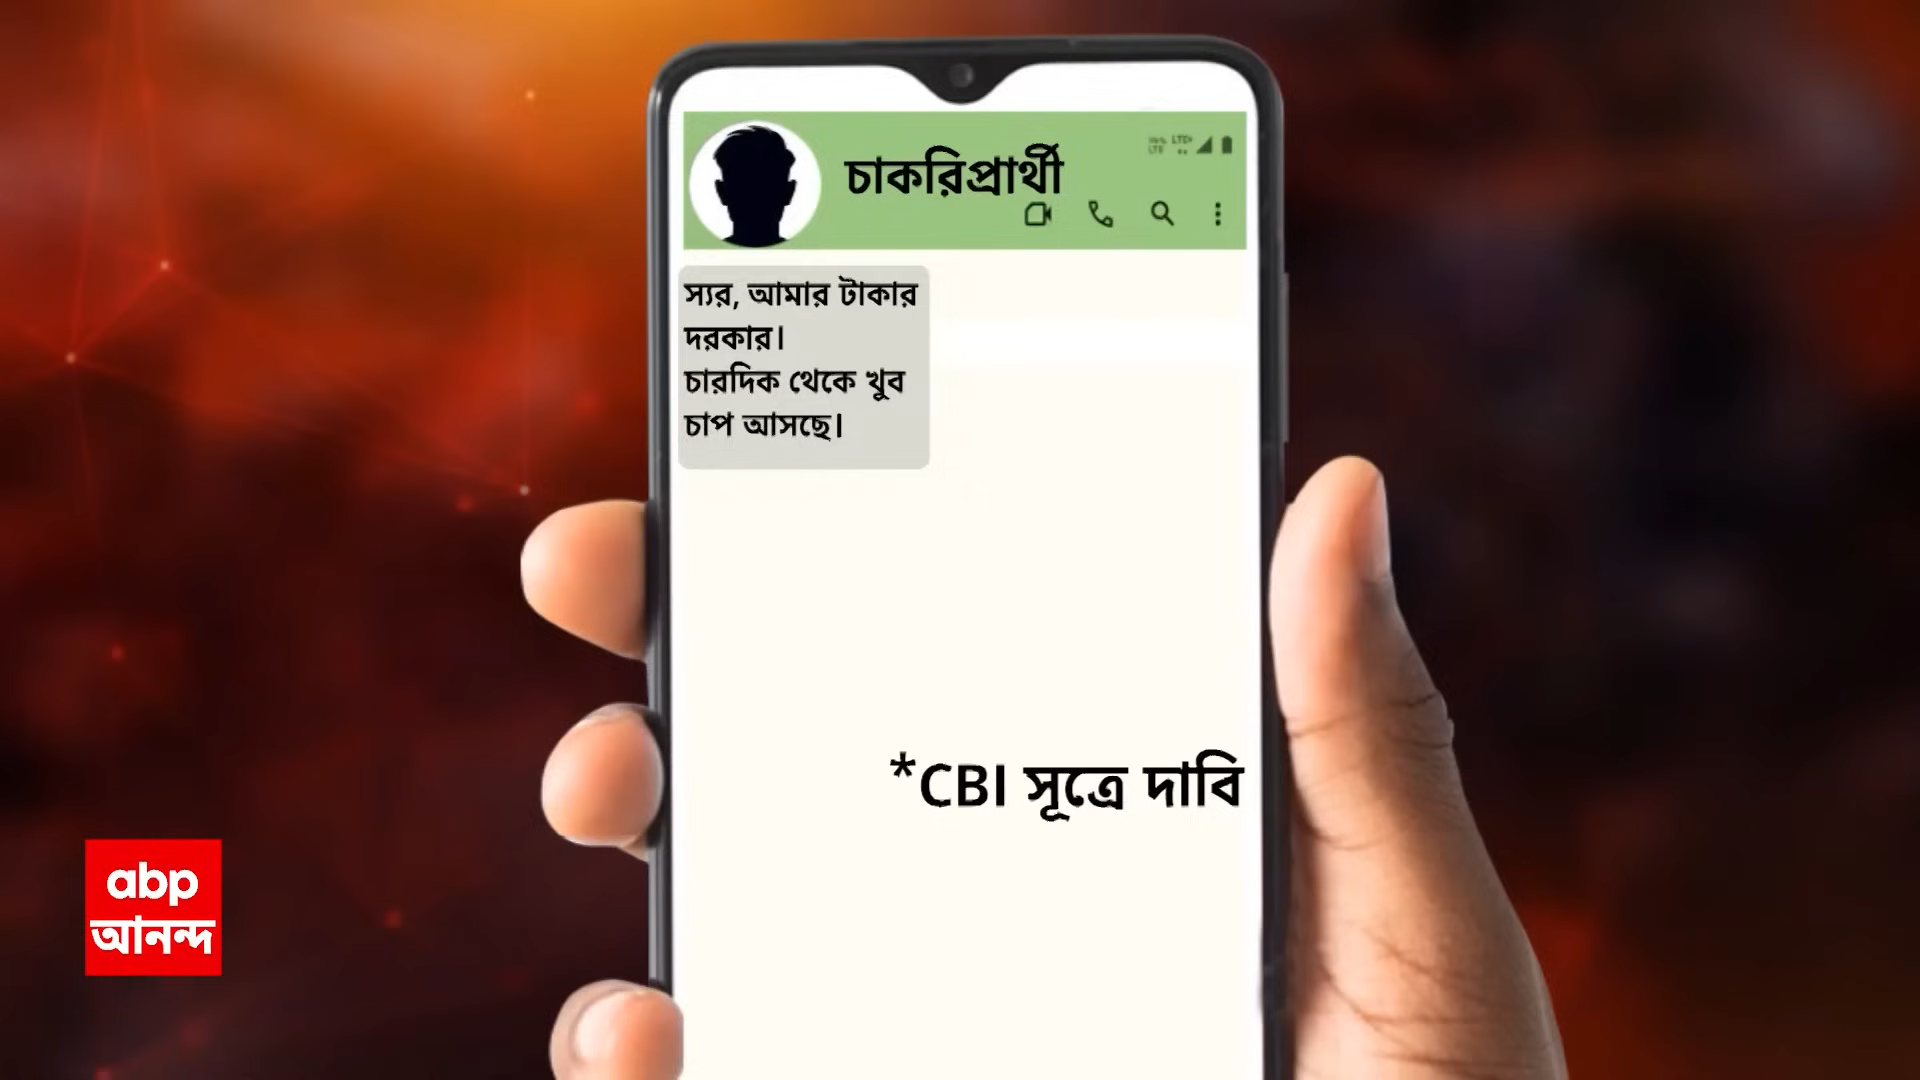 চাকরিপ্রার্থী
স্যর, আমার টাকার
দরকার।
চারদিক থেকে খুব
চাপ আসছে।
*CBI সূত্রে দাবি
abp
আনন্দ